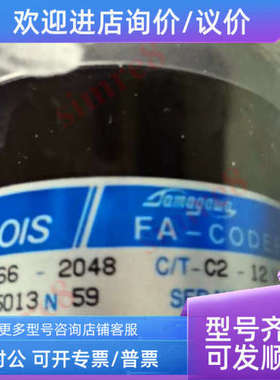 欢迎进店询价/议价
OIS
Tamagawa
FA-CODE
66 - 2048
C/T-C2-12
5013 N 59
SER
更多型号咨询店铺客服
对公 可开专票/普票
型号齐
可发顺